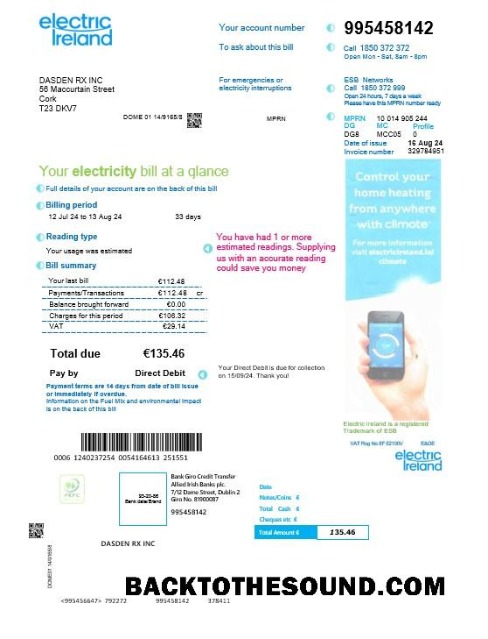 electric
Ireland
Your account number 995458142
To ask about this bill Call 1850 372 372
Open Mon - Sat, 8am - 8pm
DASDEN RX INC
56 Macourtain Street
Cork
T23 DKV7
For emergencies or
electricity interruptions
ESB Networks
Call 1850 372 999
Open 24 hours, 7 days a week
Please have this MPRN number ready
DOME 01 14/9165/8
MPRN
MPRN 10 014 905 244
DG MC Profile
DG8 MCC05 0
Date of issue 16 Aug 24
Invoice number 329784951
Your electricity bill at a glance
Full details of your account are on the back of this bill
Billing period
12 Jul 24 to 13 Aug 24 33 days
Reading type
Your usage was estimated
You have had 1 or more
estimated readings. Supplying
us with an accurate reading
could save you money
Bill summary
Your last bill €112.48
Payments/Transactions €112.48 cr
Balance brought forward €0.00
Charges for this period €106.32
VAT €29.14
Total due €135.46
Pay by Direct Debit
Your Direct Debit is due for collection
on 15/09/24. Thank you!
Payment terms are 14 days from date of bill issue
or immediately if overdue.
Information on the Fuel Mix and environmental impact
is on the back of this bill
Control your
home heating
from anywhere
with climote
For more information
visit electricireland.ie/
climote
Electric Ireland is a registered
Trademark of ESB
E&OE
electric
Ireland
0006 1240237254 0054164613 251551
Bank Giro Credit Transfer
Allied Irish Banks plc.
7/12 Dame Street, Dublin 2
Giro No. 81900087
995458142
Date
Notes/Coins €
Total Cash €
Cheques etc €
Total Amount € 135.46
DASDEN RX INC
BACKTOTHESOUND.COM
<995456647> 792272 995458142 378411